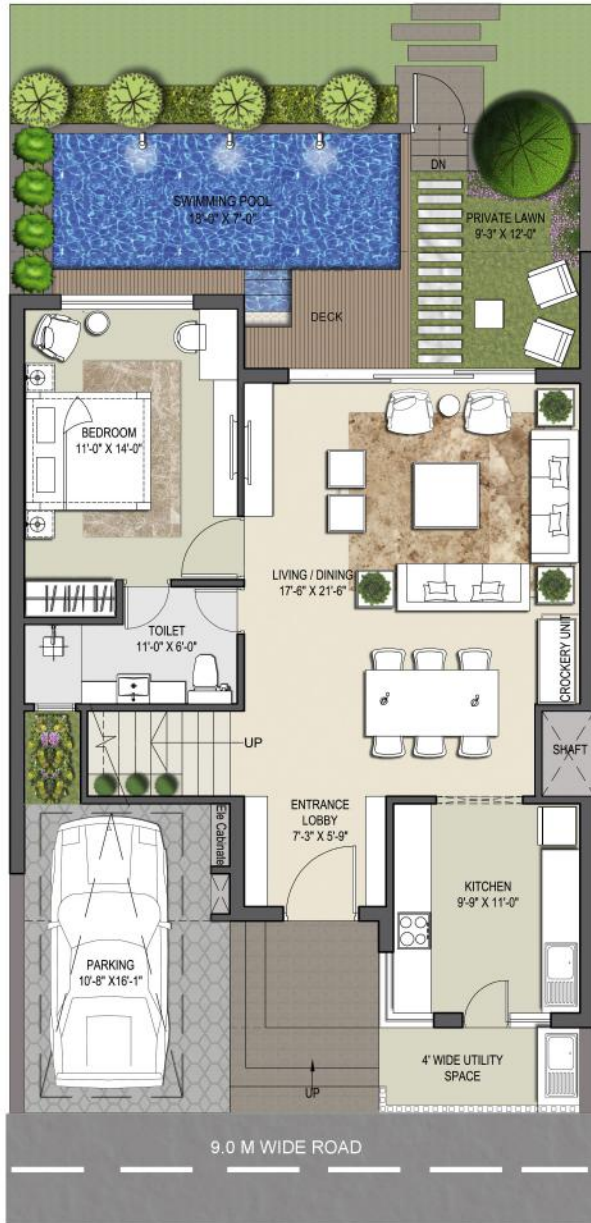 DN
SWIMMING POOL
18'-0" X 7'-0"
PRIVATE LAWN
9'-3" X 12'-0"
DECK
BEDROOM
11'-0" X 14'-0"
LIVING / DINING
17'-6" X 21'-6"
TOILET
11'-0" X 6'-0"
CROCKERY UNIT
UP
SHAFT
ENTRANCE
LOBBY
7'-3" X 5'-9"
Ele Cabinate
KITCHEN
9'-9" X 11'-0"
PARKING
10'-8" X16'-1"
4' WIDE UTILITY
SPACE
UP
9.0 M WIDE ROAD